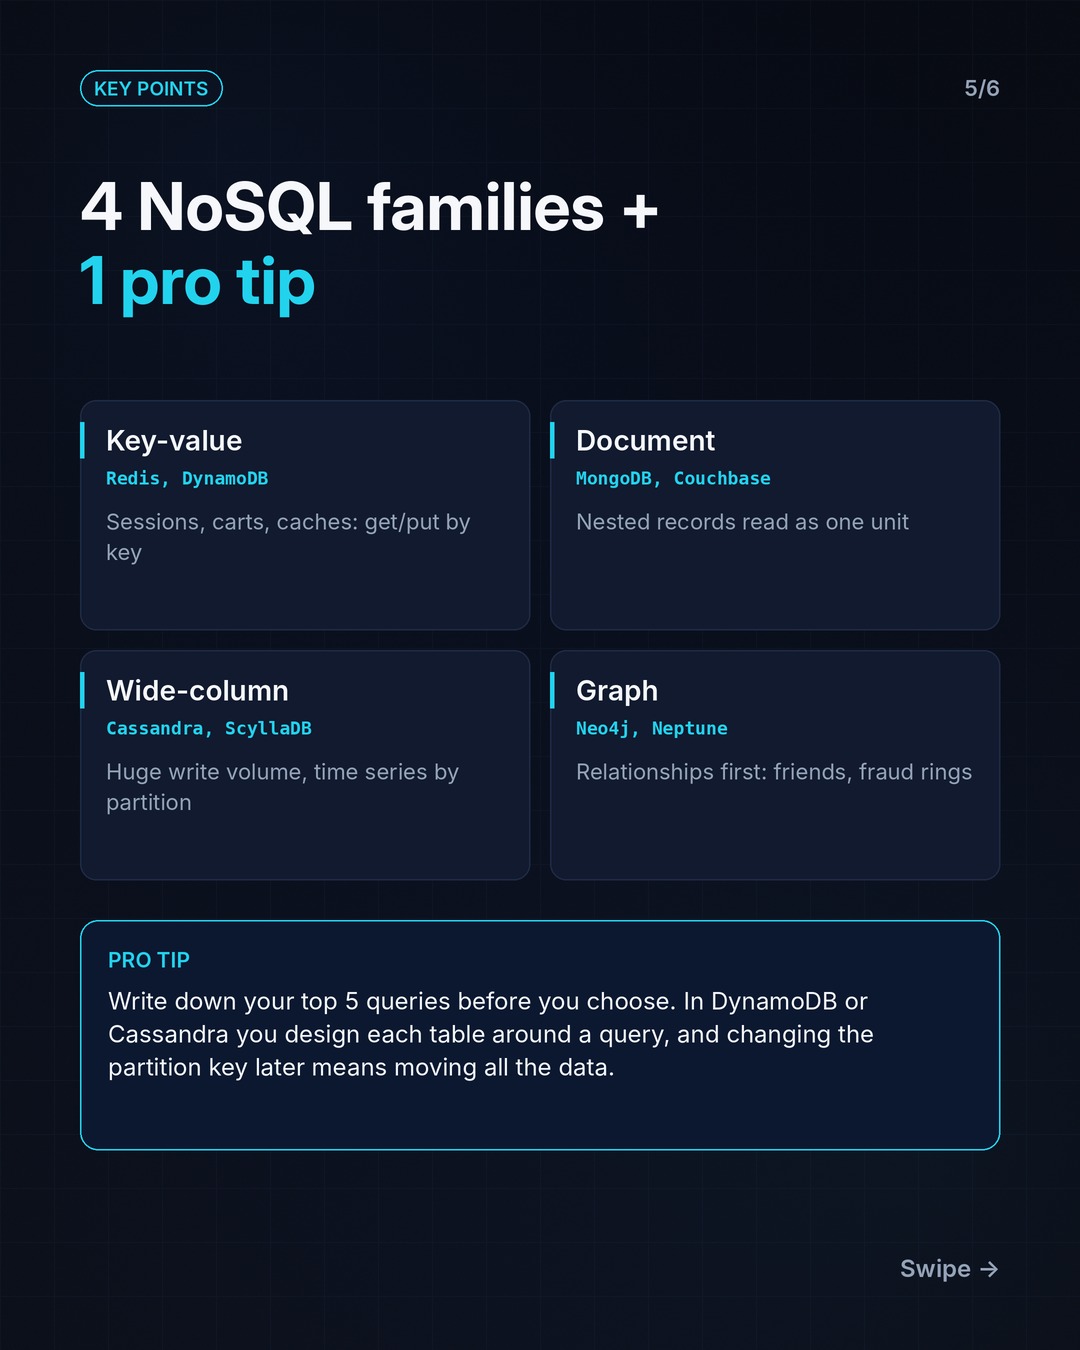 KEY POINTS
5/6
4 NoSQL families +
1 pro tip
Key-value
Redis, DynamoDB
Sessions, carts, caches: get/put by
key
Document
MongoDB, Couchbase
Nested records read as one unit
Wide-column
Cassandra, ScyllaDB
Huge write volume, time series by
partition
Graph
Neo4j, Neptune
Relationships first: friends, fraud rings
PRO TIP
Write down your top 5 queries before you choose. In DynamoDB or
Cassandra you design each table around a query, and changing the
partition key later means moving all the data.
Swipe →